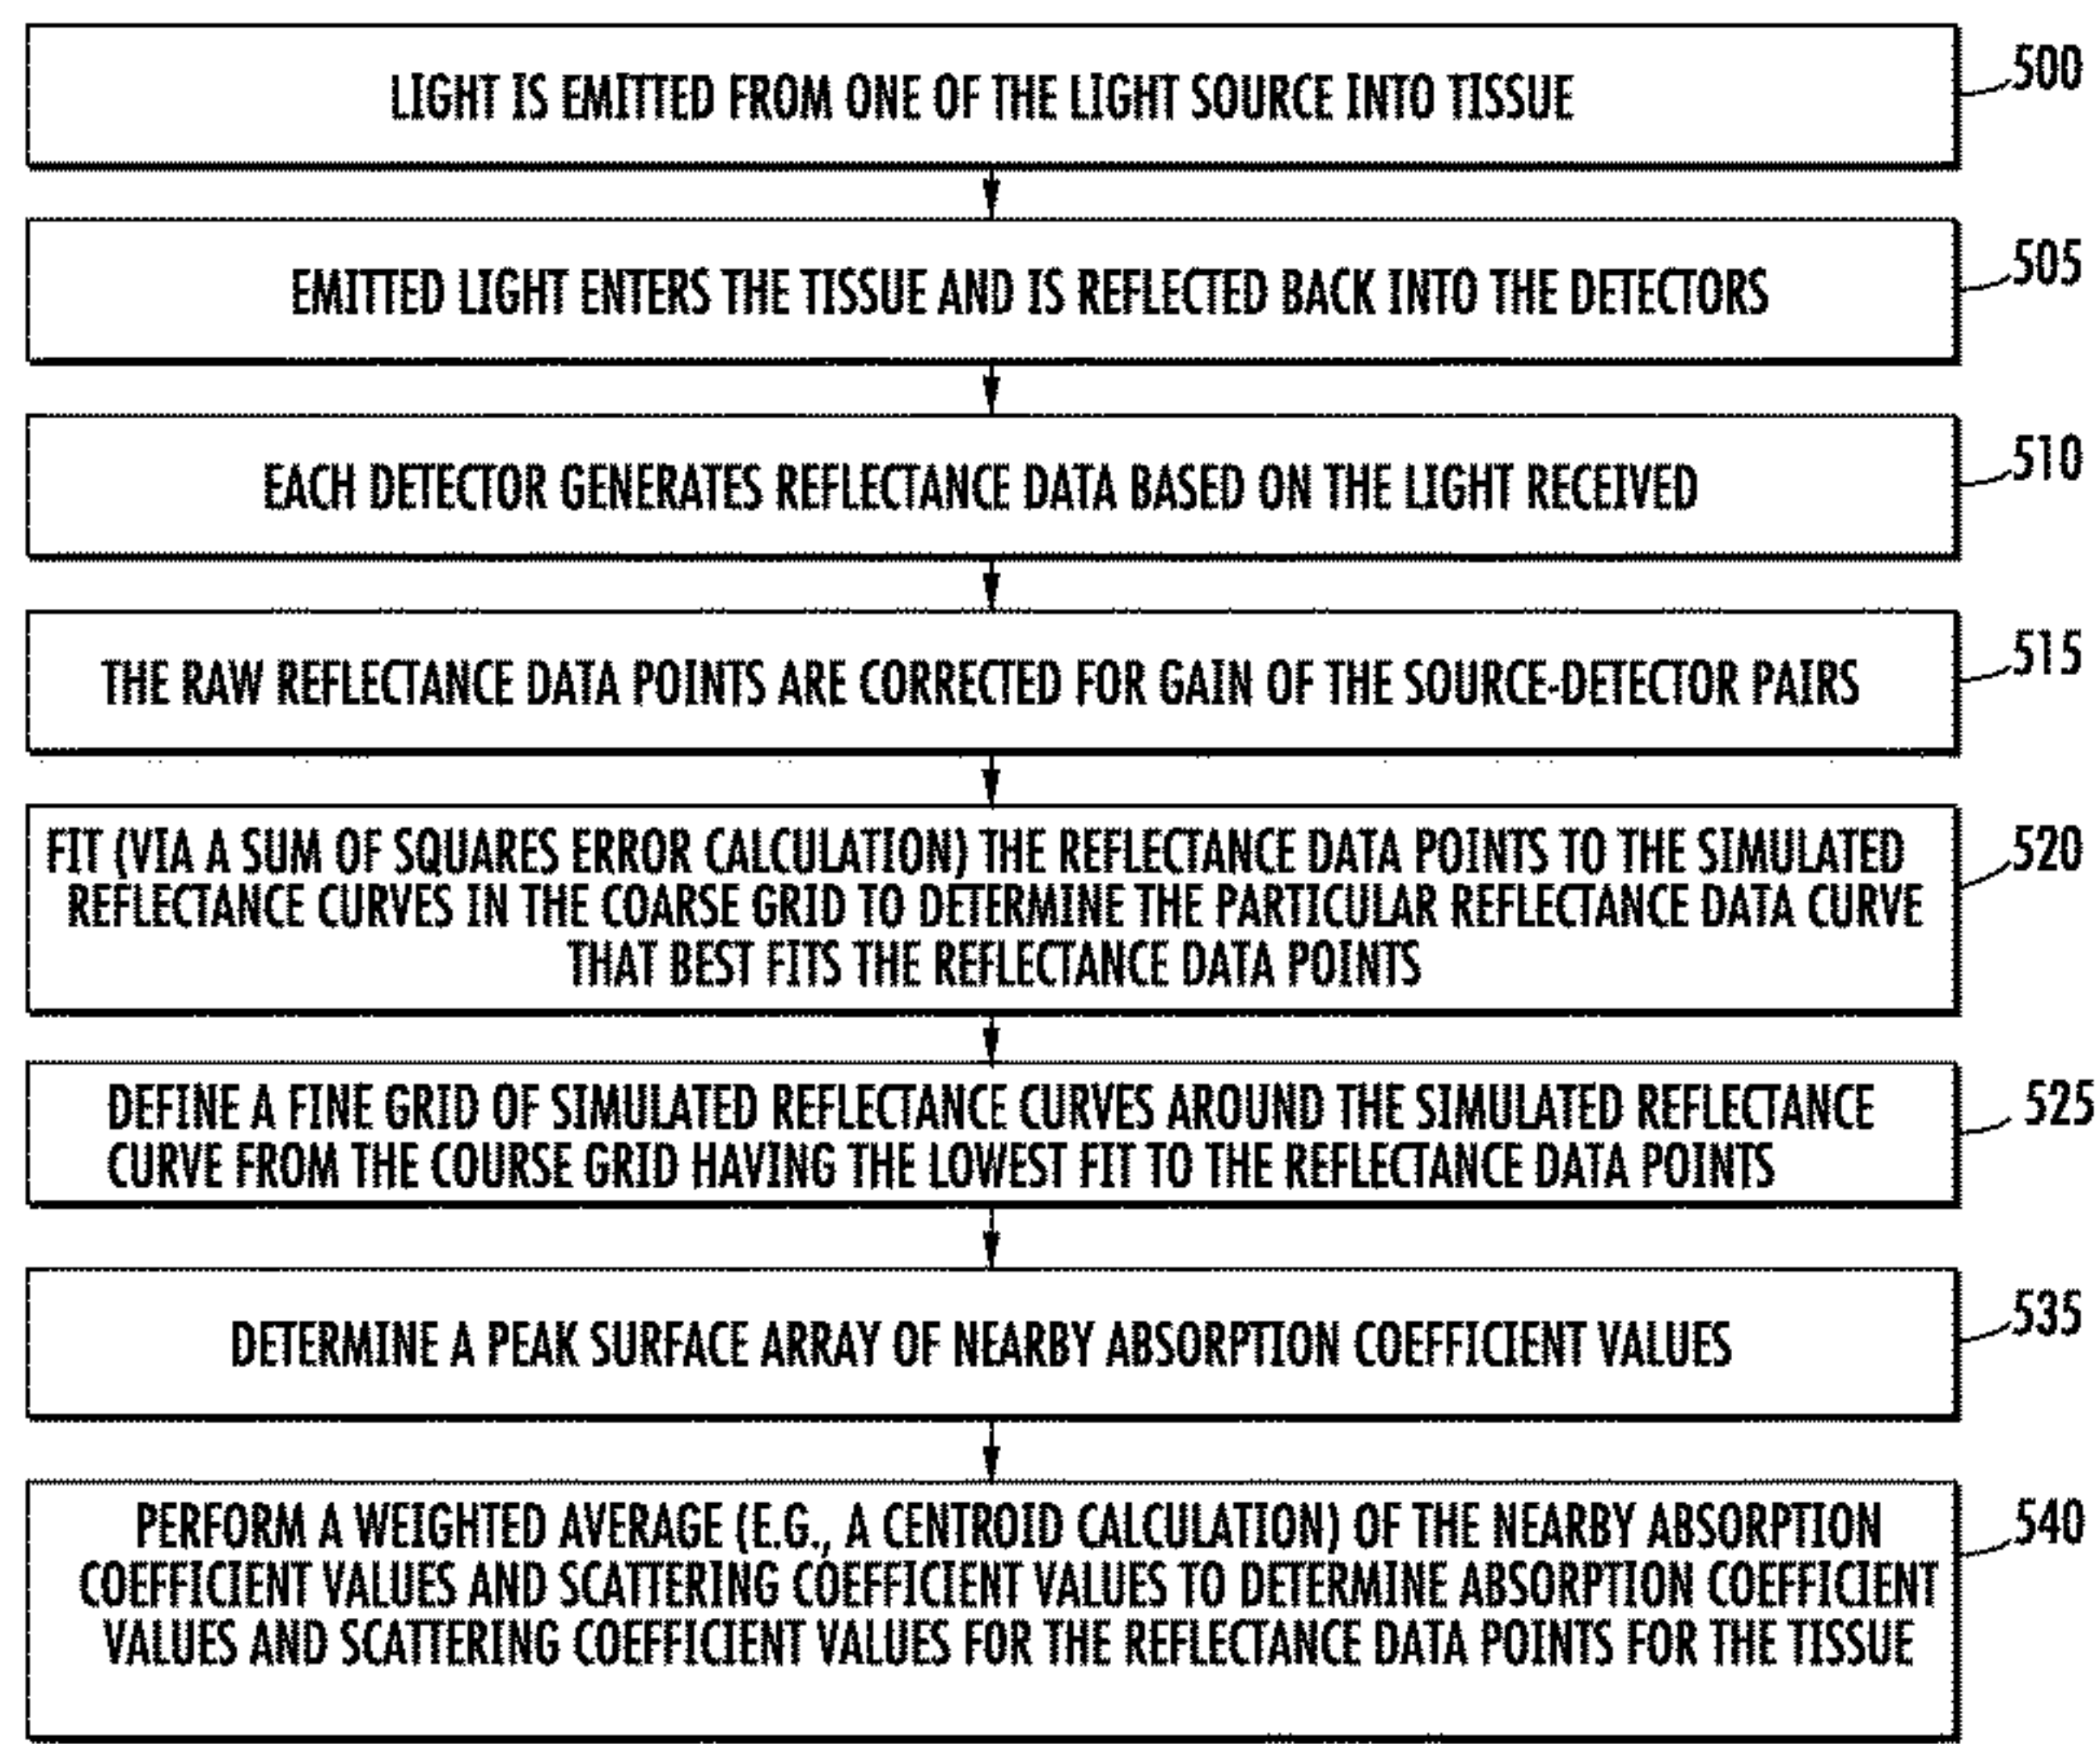 LIGHT IS EMITTED FROM ONE OF THE LIGHT SOURCE INTO TISSUE
500
EMITTED LIGHT ENTERS THE TISSUE AND IS REFLECTED BACK INTO THE DETECTORS
505
EACH DETECTOR GENERATES REFLECTANCE DATA BASED ON THE LIGHT RECEIVED
510
THE RAW REFLECTANCE DATA POINTS ARE CORRECTED FOR GAIN OF THE SOURCE-DETECTOR PAIRS
515
FIT (VIA A SUM OF SQUARES ERROR CALCULATION) THE REFLECTANCE DATA POINTS TO THE SIMULATED
REFLECTANCE CURVES IN THE COARSE GRID TO DETERMINE THE PARTICULAR REFLECTANCE DATA CURVE
THAT BEST FITS THE REFLECTANCE DATA POINTS
520
DEFINE A FINE GRID OF SIMULATED REFLECTANCE CURVES AROUND THE SIMULATED REFLECTANCE
CURVE FROM THE COURSE GRID HAVING THE LOWEST FIT TO THE REFLECTANCE DATA POINTS
525
DETERMINE A PEAK SURFACE ARRAY OF NEARBY ABSORPTION COEFFICIENT VALUES
535
PERFORM A WEIGHTED AVERAGE (E.G., A CENTROID CALCULATION) OF THE NEARBY ABSORPTION
COEFFICIENT VALUES AND SCATTERING COEFFICIENT VALUES TO DETERMINE ABSORPTION COEFFICIENT
VALUES AND SCATTERING COEFFICIENT VALUES FOR THE REFLECTANCE DATA POINTS FOR THE TISSUE
540